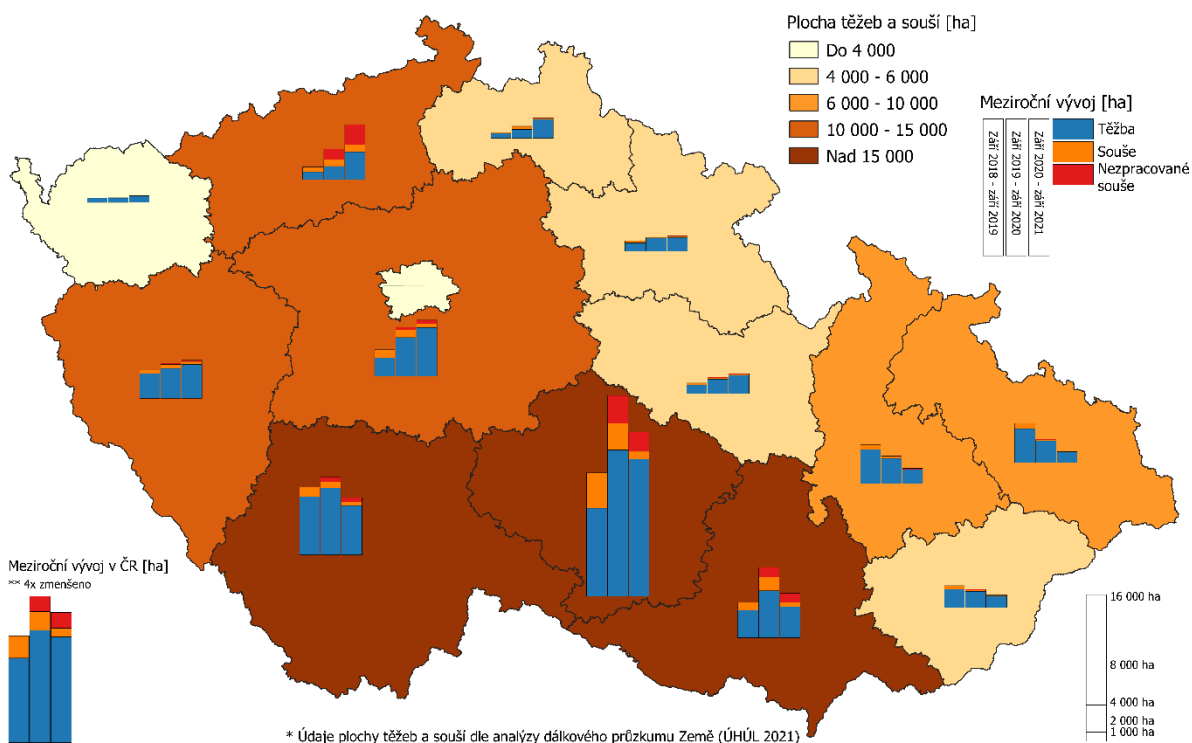 Plocha těžeb a souší [ha]
Do 4 000
4 000 - 6 000
6 000 - 10 000
10 000 - 15 000
Nad 15 000
Meziroční vývoj [ha]
Září 2018 - září 2019
Září 2019 - září 2020
Září 2020 - září 2021
Těžba
Souše
Nezpracované
souše
Meziroční vývoj v ČR [ha]
** 4x zmenšeno
16 000 ha
8 000 ha
4 000 ha
2 000 ha
1 000 ha
* Údaje plochy těžeb a souší dle analýzy dálkového průzkumu Země (ÚHÚL 2021)